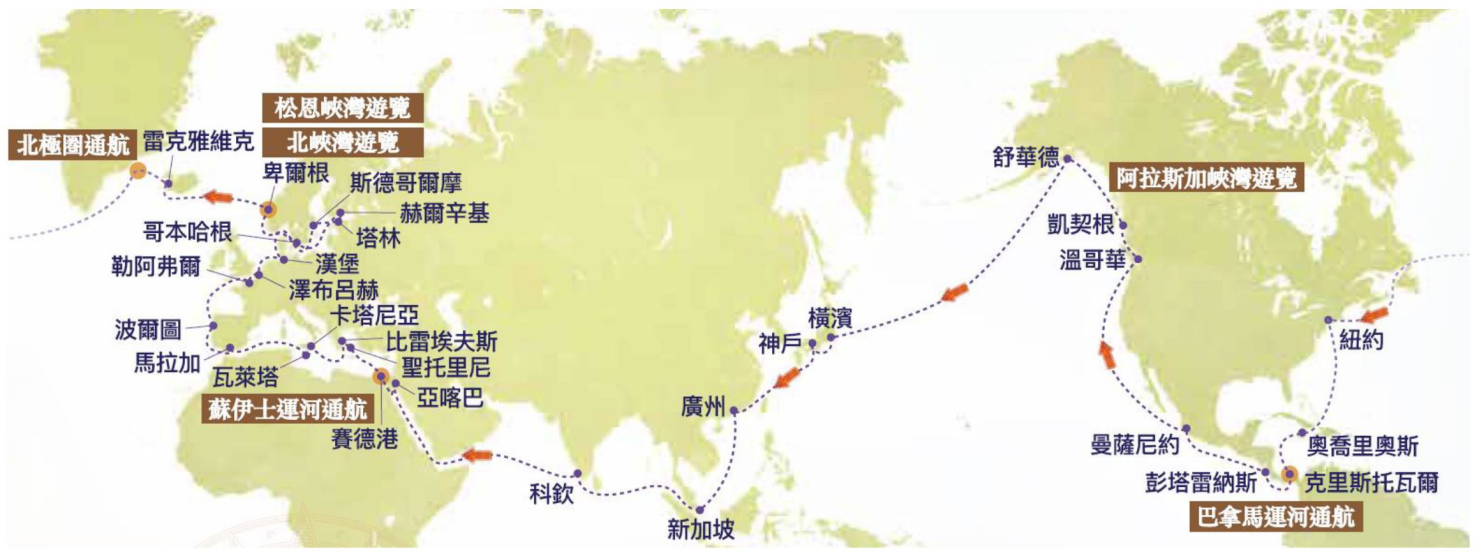 松恩峽灣遊覽
北峽灣遊覽
北極圈通航
雷克雅維克
卑爾根
斯德哥爾摩
赫爾辛基
塔林
哥本哈根
漢堡
勒阿弗爾
澤布呂赫
卡塔尼亞
波爾圖
比雷埃夫斯
馬拉加
瓦萊塔
聖托里尼
亞喀巴
蘇伊士運河通航
賽德港
科欽
新加坡
廣州
神戶
橫濱
舒華德
阿拉斯加峽灣遊覽
凱契根
溫哥華
紐約
曼薩尼約
奧喬里奧斯
彭塔雷納斯
克里斯托瓦爾
巴拿馬運河通航